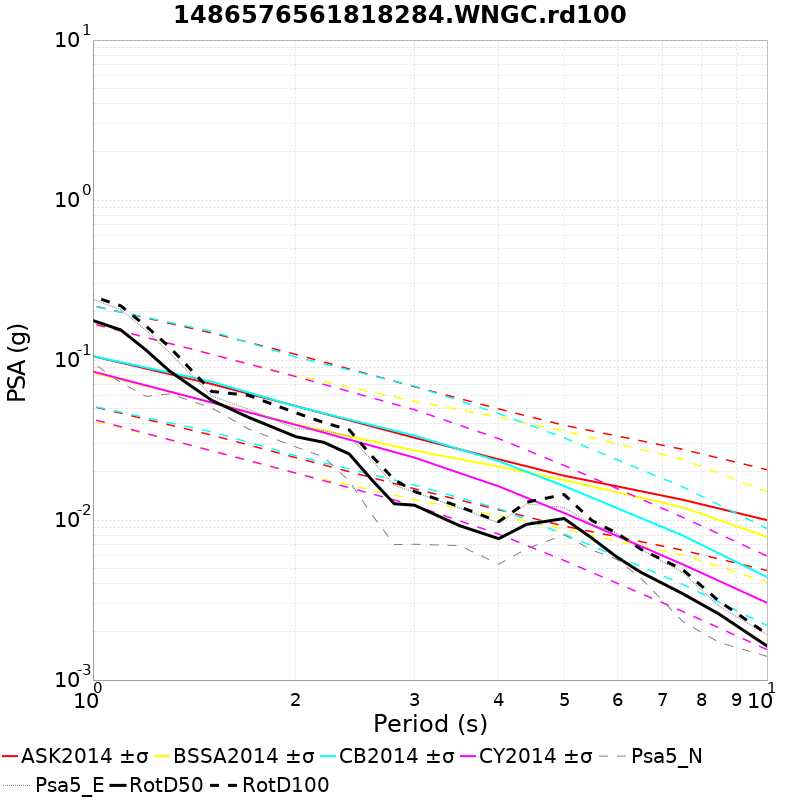 1486576561818284.WNGC.rd100
10^1
10^0
10^-1
10^-2
10^-3
PSA (g)
10^0 2 3 4 5 6 7 8 9 10^1
Period (s)
ASK2014 ±σ BSSA2014 ±σ CB2014 ±σ CY2014 ±σ Psa5_N
Psa5_E RotD50 RotD100